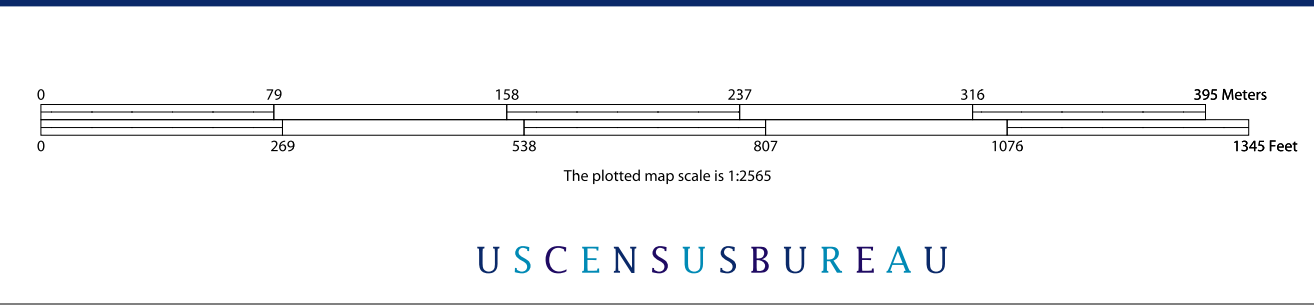 0 79 158 237 316 395 Meters
0 269 538 807 1076 1345 Feet
The plotted map scale is 1:2565
USCENSUSBUREAU